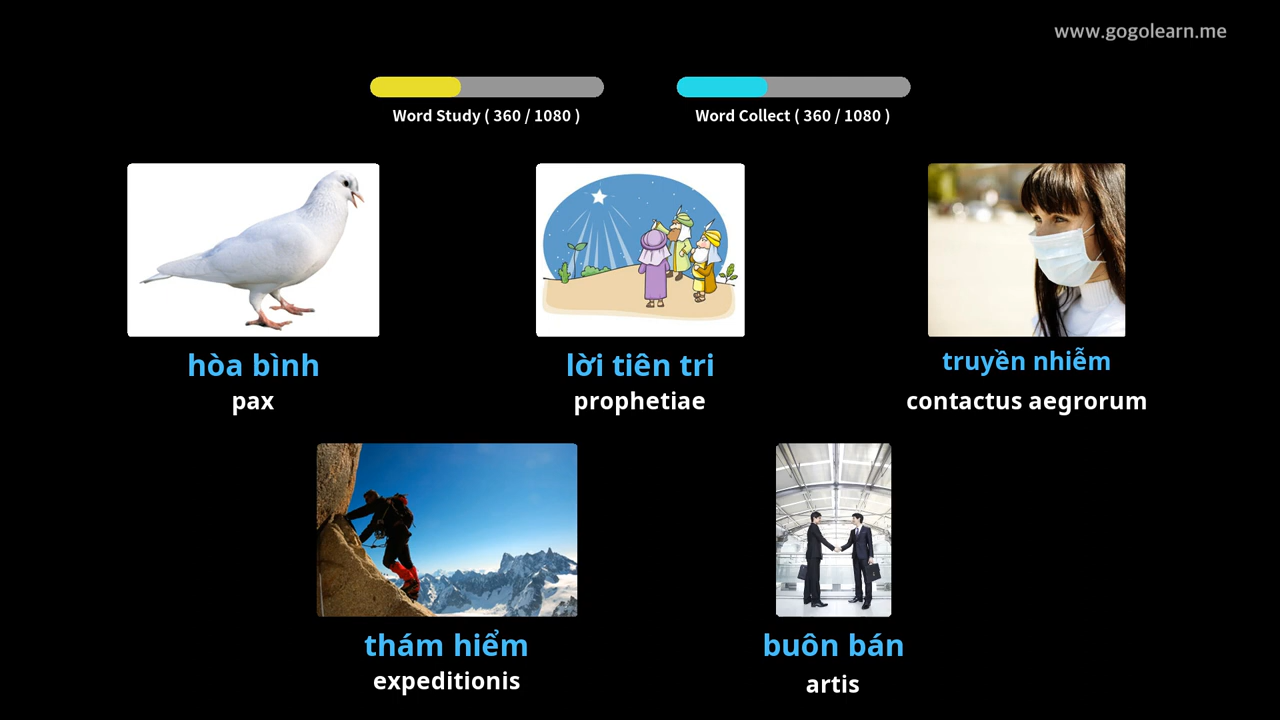 www.gogolearn.me
Word Study ( 360 / 1080 )
Word Collect ( 360 / 1080 )
hòa bình
pax
lời tiên tri
prophetiae
truyền nhiễm
contactus aegrorum
thám hiểm
expeditionis
buôn bán
artis